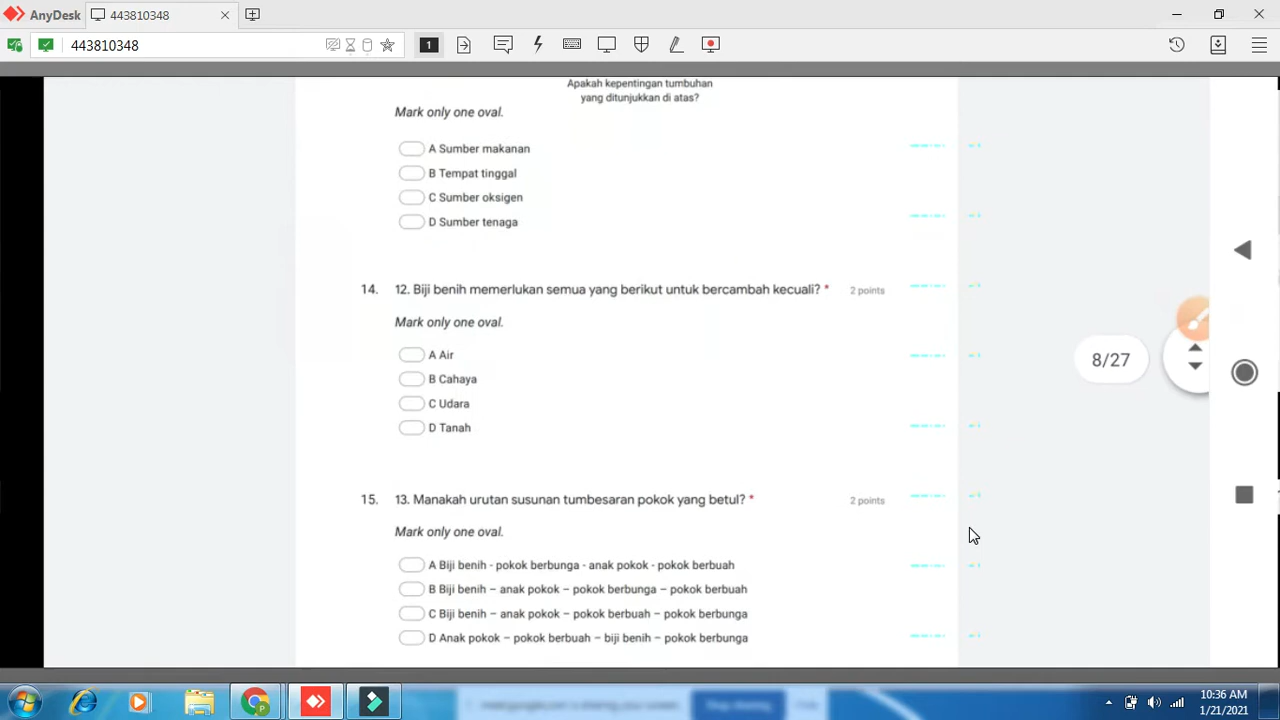 AnyDesk
443810348
443810348
1
Apakah kepentingan tumbuhan
yang ditunjukkan di atas?
Mark only one oval.
A Sumber makanan
B Tempat tinggal
C Sumber oksigen
D Sumber tenaga
14. 12. Biji benih memerlukan semua yang berikut untuk bercambah kecuali? * 2 points
Mark only one oval.
A Air
B Cahaya
C Udara
D Tanah
8/27
15. 13. Manakah urutan susunan tumbesaran pokok yang betul? * 2 points
Mark only one oval.
A Biji benih - pokok berbunga - anak pokok - pokok berbuah
B Biji benih – anak pokok – pokok berbunga – pokok berbuah
C Biji benih – anak pokok – pokok berbuah – pokok berbunga
D Anak pokok – pokok berbuah – biji benih – pokok berbunga
10:36 AM
1/21/2021